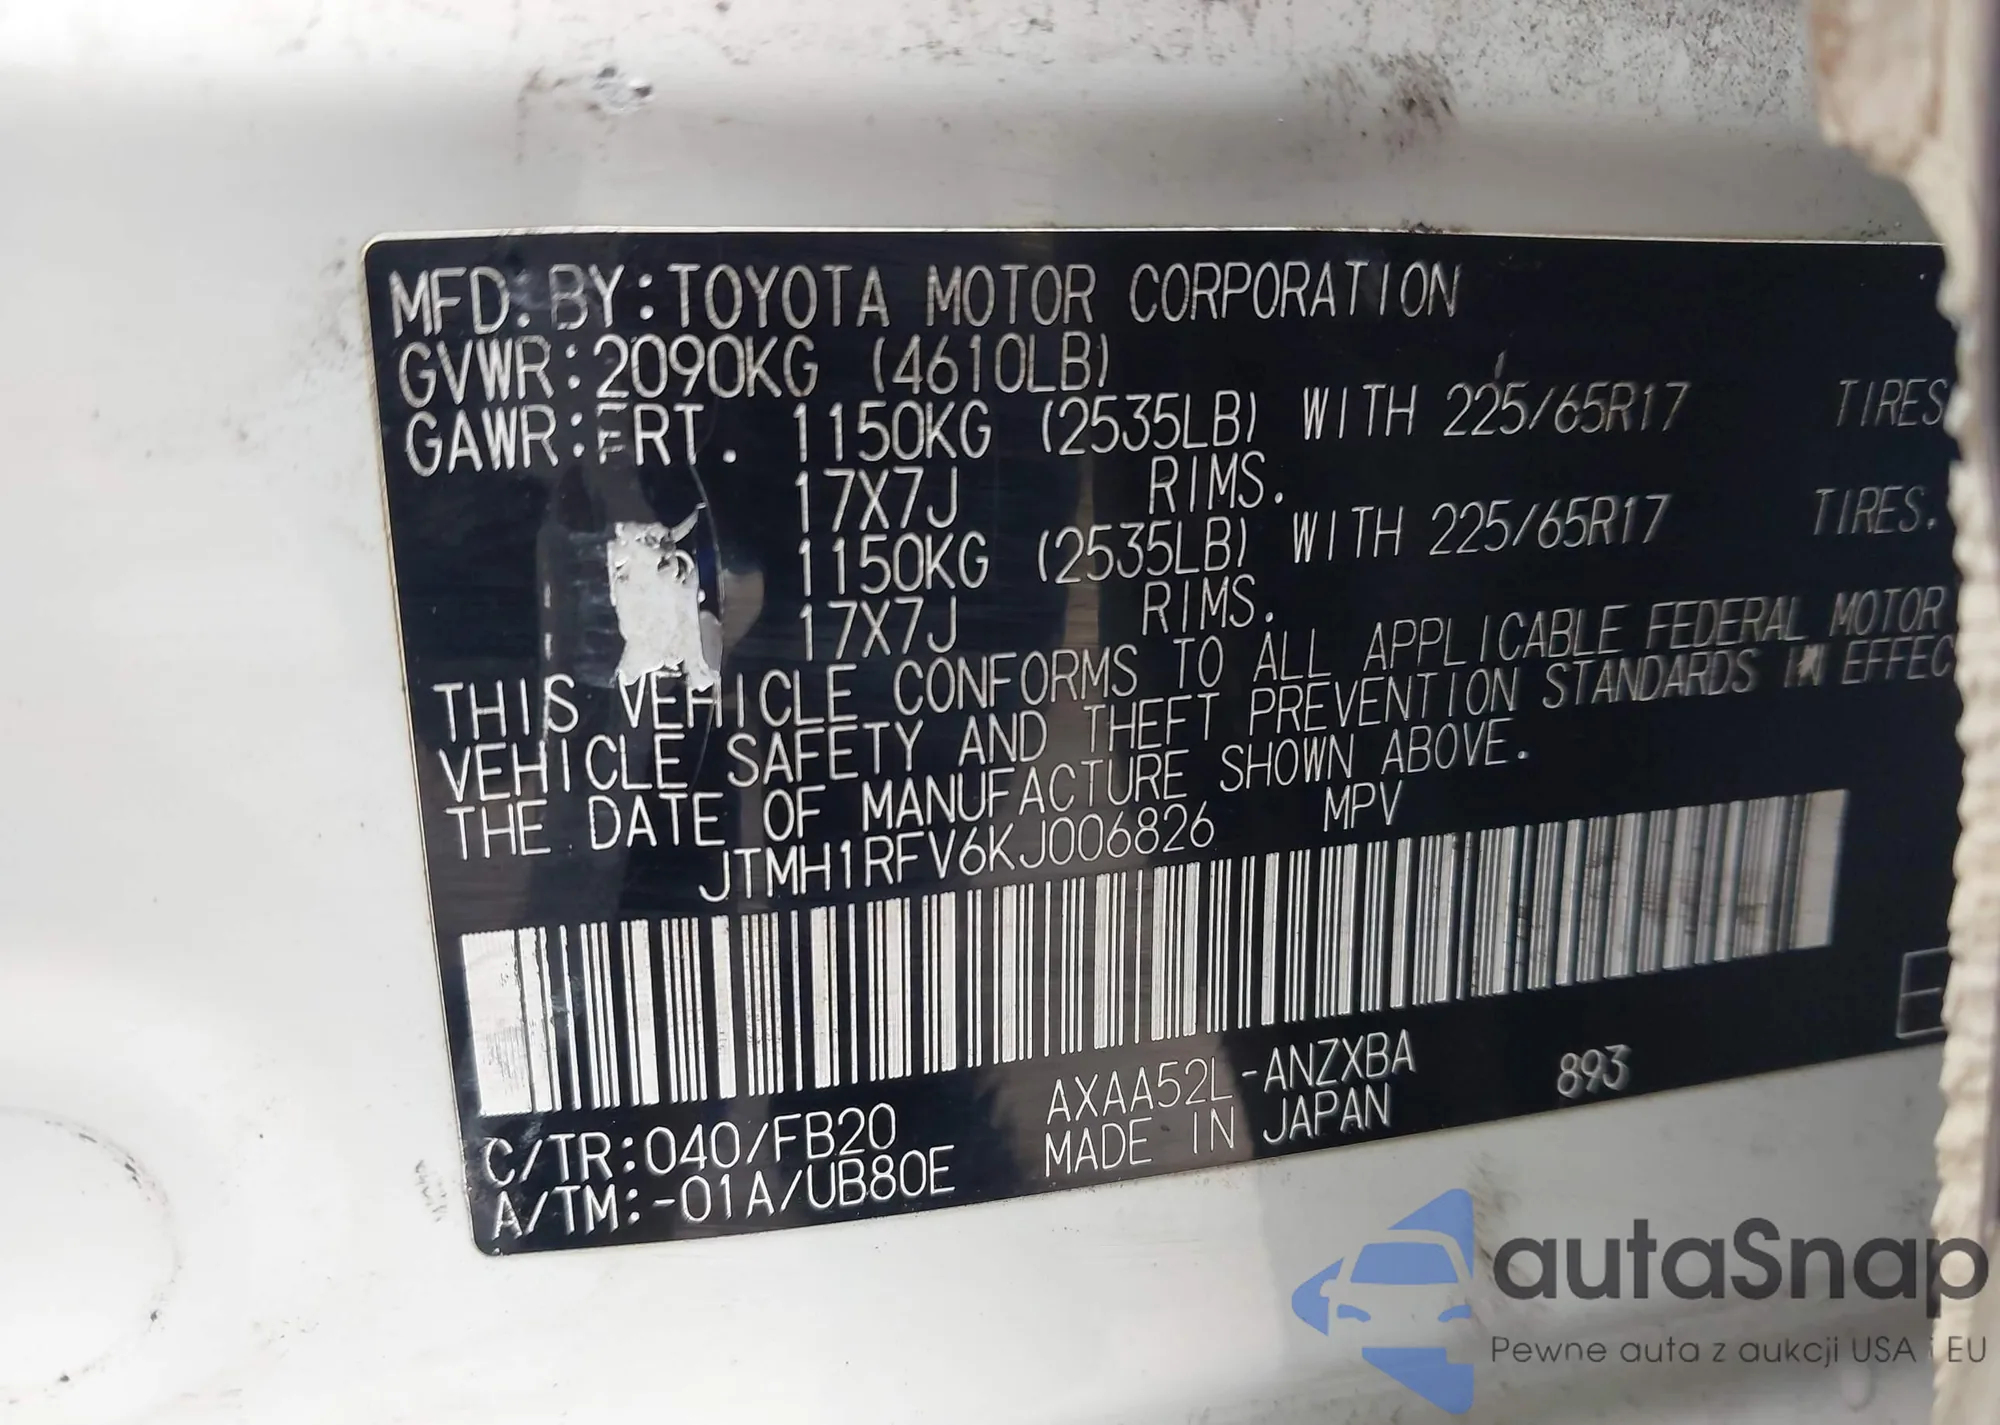 MFD. BY:TOYOTA MOTOR CORPORATION
GVWR:2090KG (4610LB)
GAWR:FRT. 1150KG (2535LB) WITH 225/65R17 TIRES
17X7J RIMS.
1150KG (2535LB) WITH 225/65R17 TIRES.
17X7J RIMS.
THIS VEHICLE CONFORMS TO ALL APPLICABLE FEDERAL MOTOR
VEHICLE SAFETY AND THEFT PREVENTION STANDARDS IN EFFEC
THE DATE OF MANUFACTURE SHOWN ABOVE.
JTMH1RFV6KJ006826 MPV
C/TR:040/FB20 AXAA52L-ANZXBA 893
A/TM:-01A/UB80E MADE IN JAPAN
autaSnap
Pewne auta z aukcji USA i EU